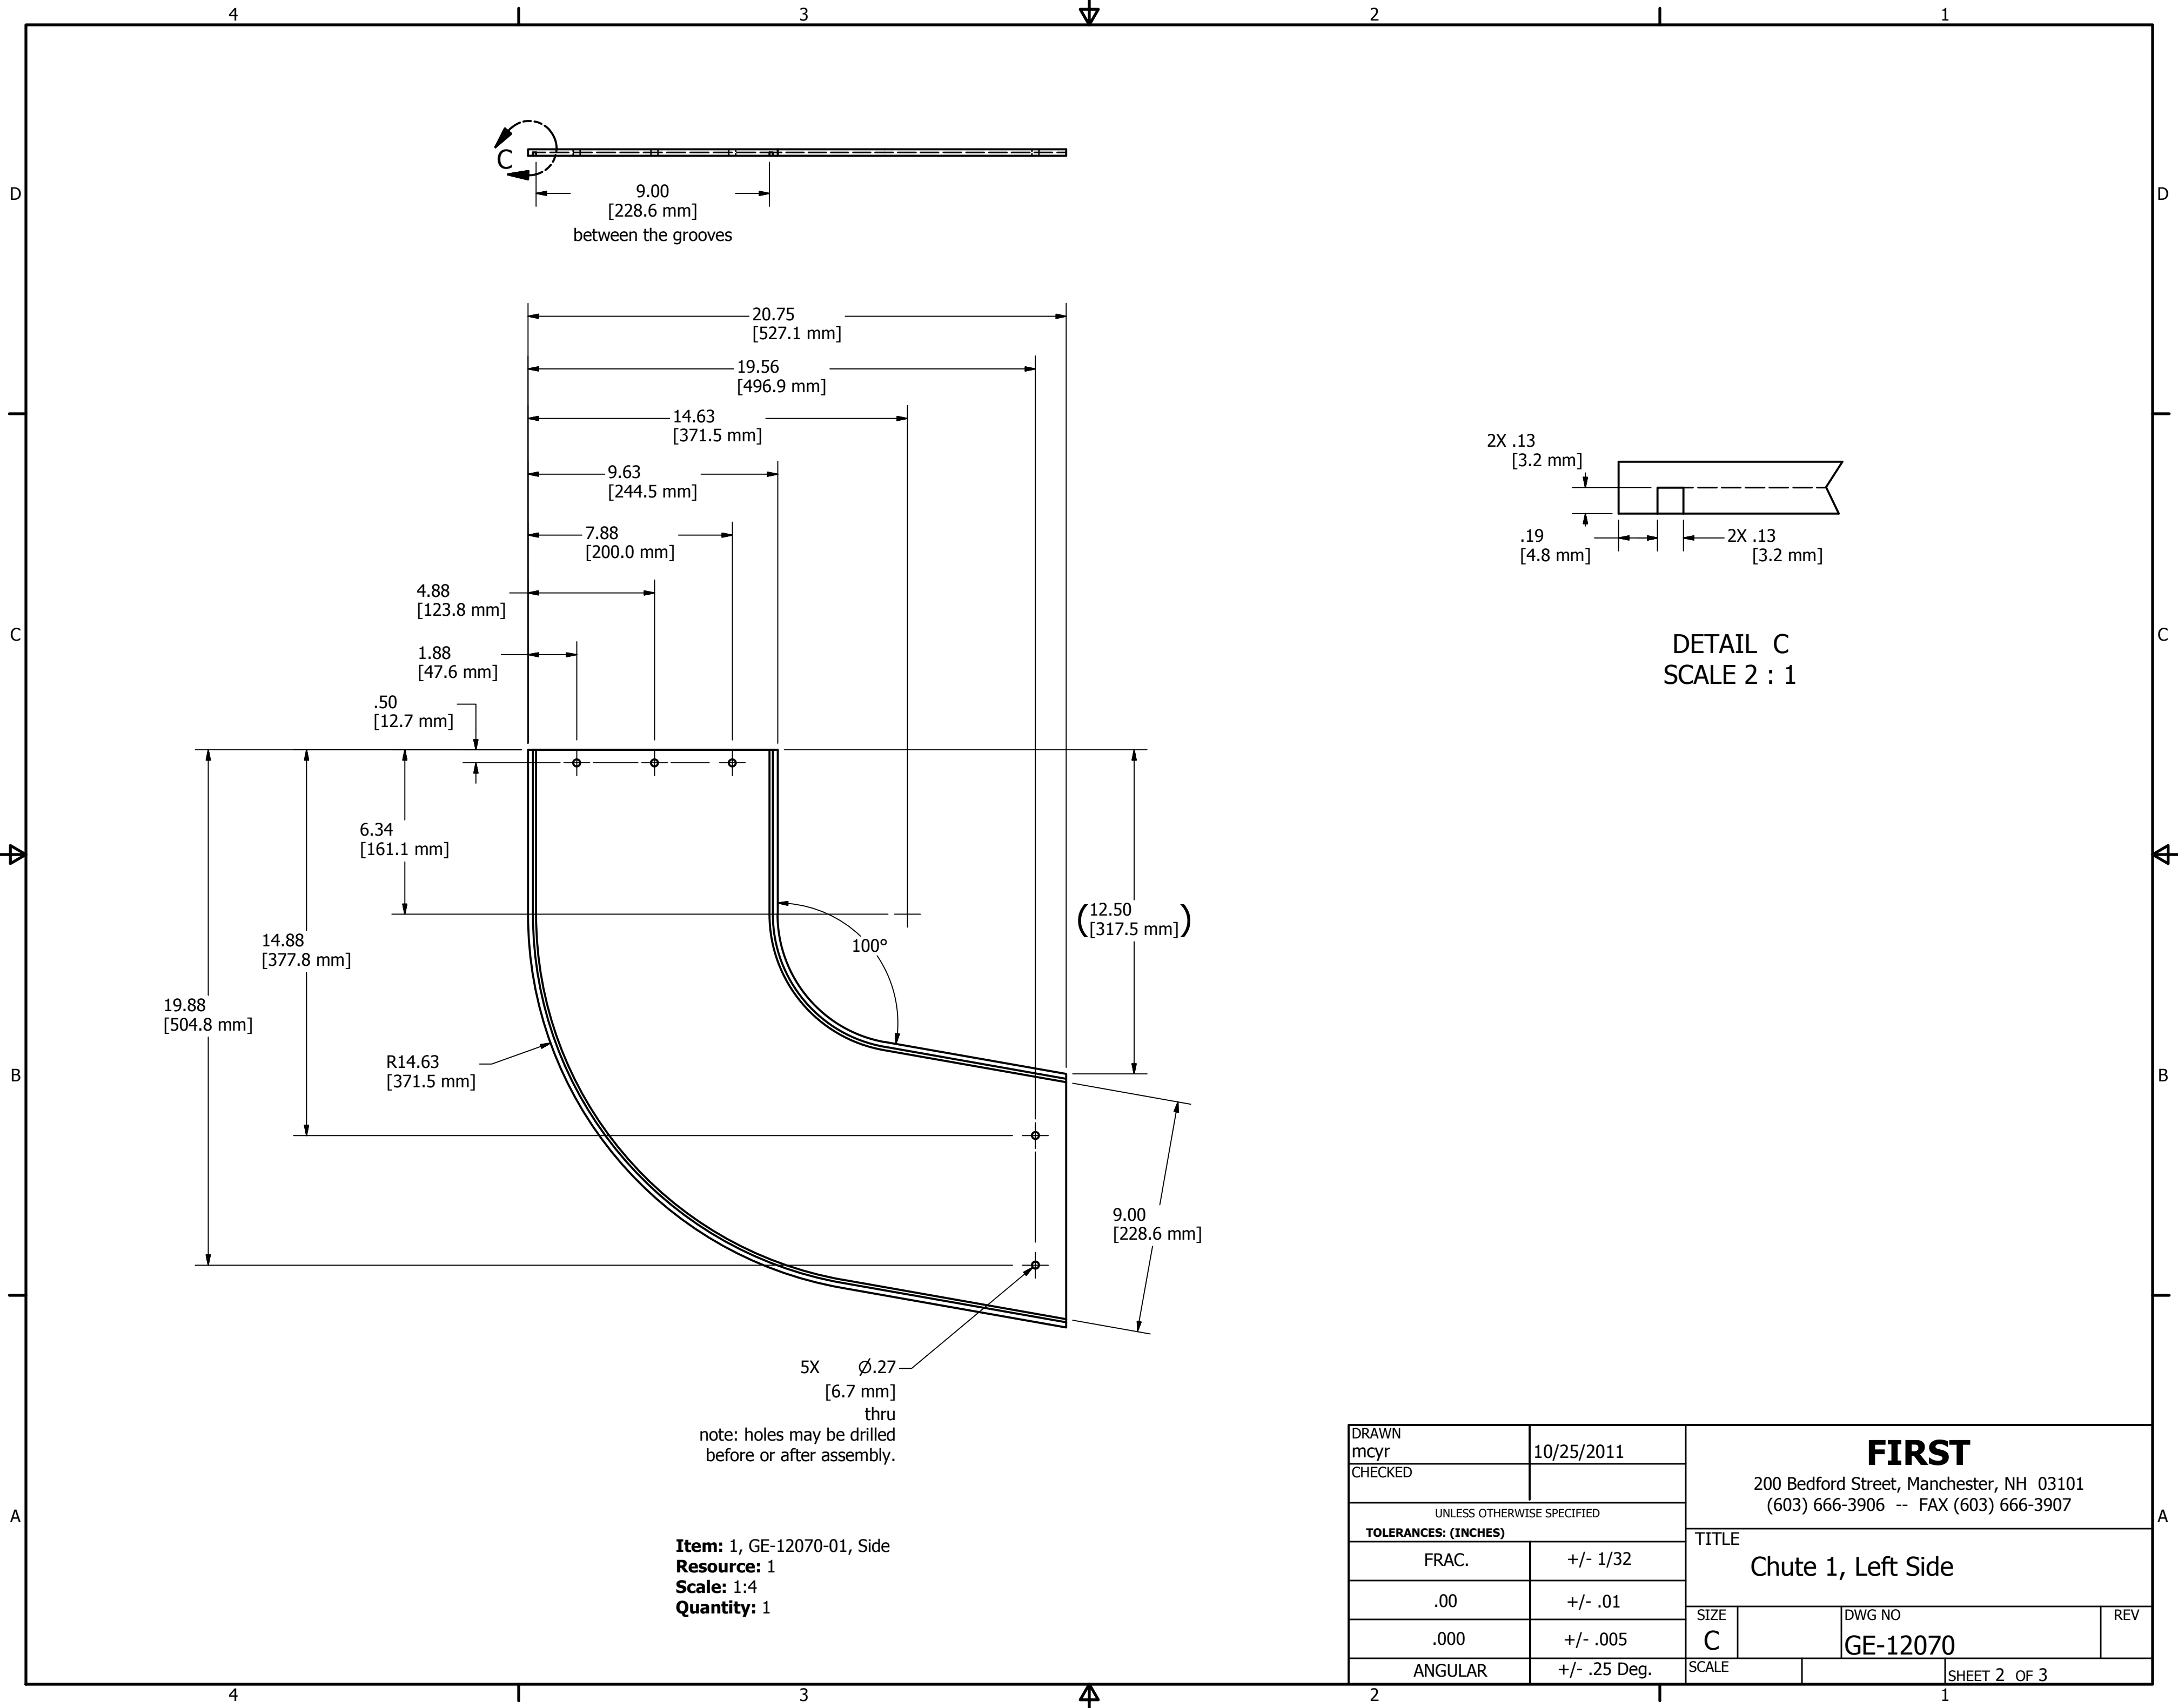 4
3
2
1
D
D
C
9.00
[228.6 mm]
between the grooves
20.75
[527.1 mm]
19.56
[496.9 mm]
14.63
[371.5 mm]
9.63
[244.5 mm]
7.88
[200.0 mm]
4.88
[123.8 mm]
1.88
[47.6 mm]
.50
[12.7 mm]
2X .13
[3.2 mm]
.19
[4.8 mm]
2X .13
[3.2 mm]
DETAIL C
SCALE 2 : 1
C
C
6.34
[161.1 mm]
14.88
[377.8 mm]
19.88
[504.8 mm]
100°
(12.50
[317.5 mm])
R14.63
[371.5 mm]
B
B
9.00
[228.6 mm]
5X Ø.27
[6.7 mm]
thru
note: holes may be drilled
before or after assembly.
Item: 1, GE-12070-01, Side
Resource: 1
Scale: 1:4
Quantity: 1
A
A
DRAWN
mcyr
10/25/2011
CHECKED
UNLESS OTHERWISE SPECIFIED
TOLERANCES: (INCHES)
FRAC. +/- 1/32
.00 +/- .01
.000 +/- .005
ANGULAR +/- .25 Deg.
FIRST
200 Bedford Street, Manchester, NH 03101
(603) 666-3906 -- FAX (603) 666-3907
TITLE
Chute 1, Left Side
SIZE
C
DWG NO
GE-12070
REV
SCALE
SHEET 2 OF 3
4
3
2
1